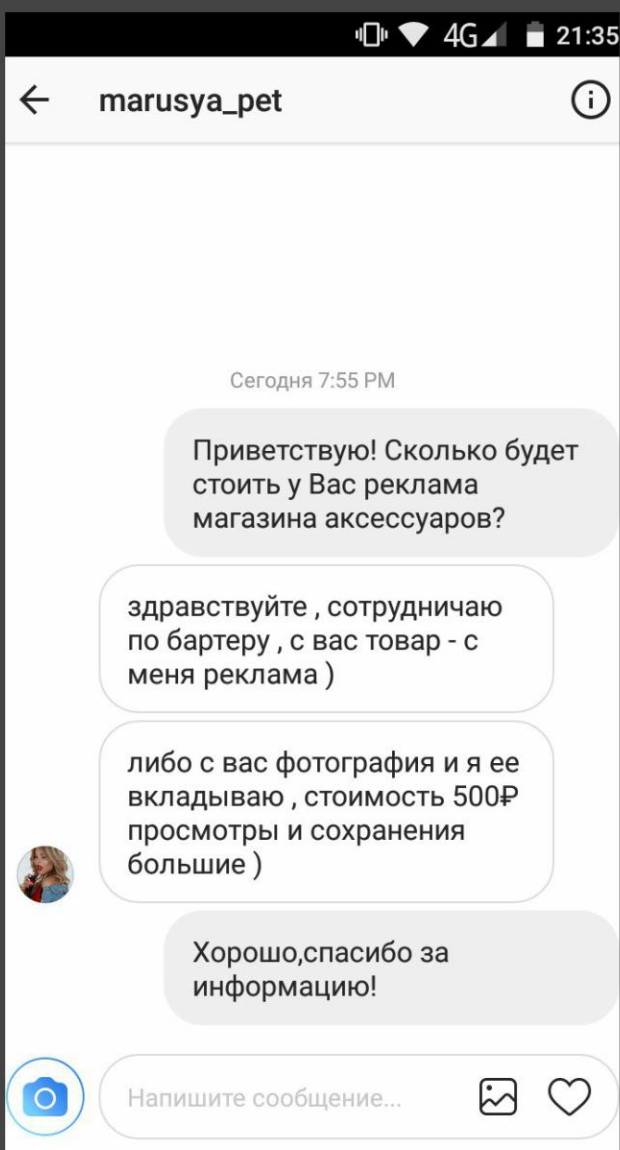 4G 21:35
marusya_pet
Сегодня 7:55 PM
Приветствую! Сколько будет
стоить у Вас реклама
магазина аксессуаров?
здравствуйте , сотрудничаю
по бартеру , с вас товар - с
меня реклама )
либо с вас фотография и я ее
вкладываю , стоимость 500₽
просмотры и сохранения
большие )
Хорошо,спасибо за
информацию!
Напишите сообщение...